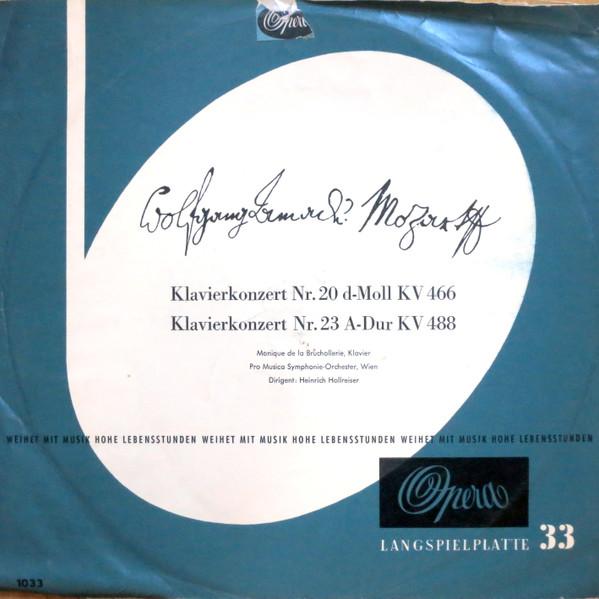 Opera
Wolfgang Amadé Mozart
Klavierkonzert Nr. 20 d-Moll KV 466
Klavierkonzert Nr. 23 A-Dur KV 488
Monique de la Brüchollerie, Klavier
Pro Musica Symphonie-Orchester, Wien
Dirigent: Heinrich Hollreiser
WEIHET MIT MUSIK HOHE LEBENSSTUNDEN WEIHET MIT MUSIK HOHE LEBENSSTUNDEN WEIHET MIT MUSIK HOHE LEBENSSTUNDEN
Opera
LANGSPIELPLATTE 33
1033